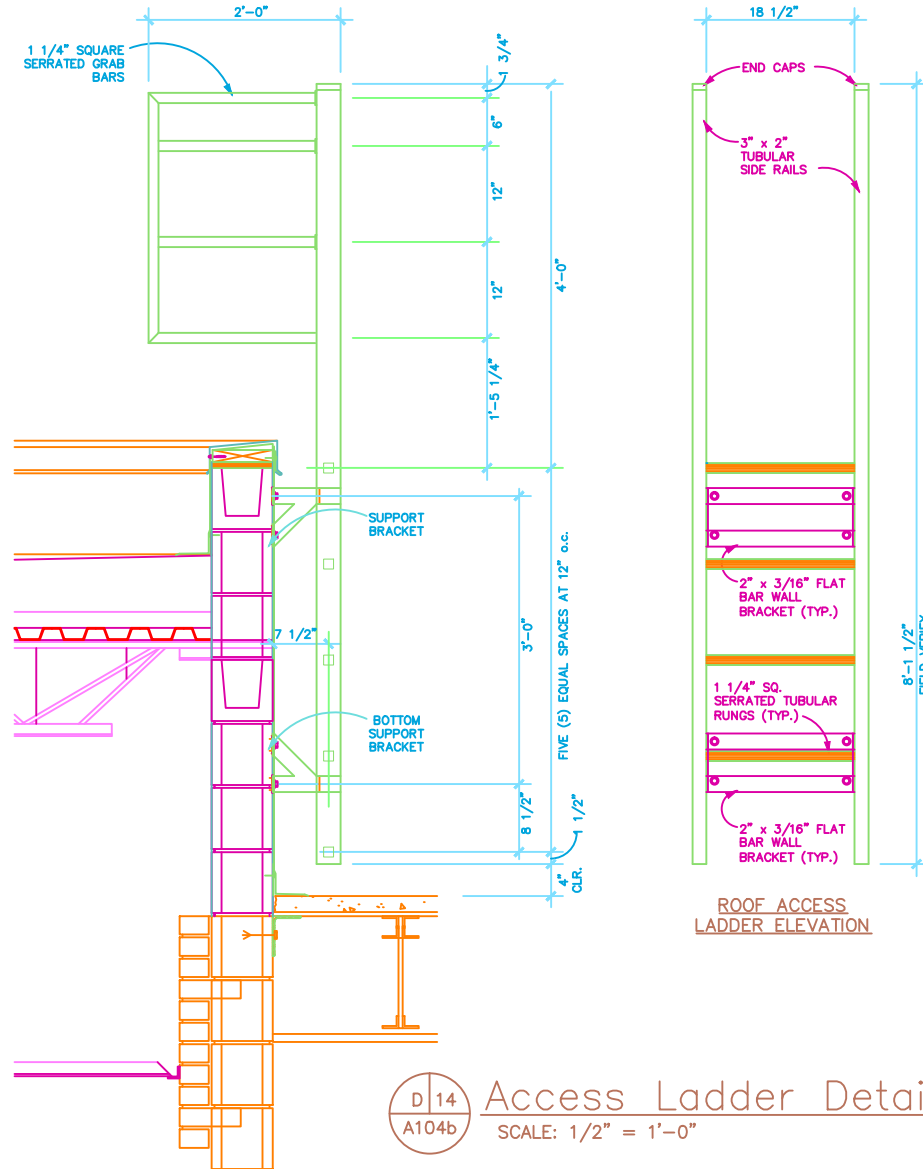 2'-0"
18 1/2"
1 1/4" SQUARE
SERRATED GRAB
BARS
1 3/4"
END CAPS
6"
3" x 2"
TUBULAR
SIDE RAILS
12"
4'-0"
12"
1'-5 1/4"
SUPPORT
BRACKET
FIVE (5) EQUAL SPACES AT 12" o.c.
2" x 3/16" FLAT
BAR WALL
BRACKET (TYP.)
7 1/2"
3'-0"
8'-1 1/2"
FIELD VERIFY
1 1/4" SQ.
SERRATED TUBULAR
RUNGS (TYP.)
BOTTOM
SUPPORT
BRACKET
8 1/2"
1 1/2"
2" x 3/16" FLAT
BAR WALL
BRACKET (TYP.)
4"
CLR.
ROOF ACCESS
LADDER ELEVATION
D 14
A104b
Access Ladder Detai
SCALE: 1/2" = 1'-0"